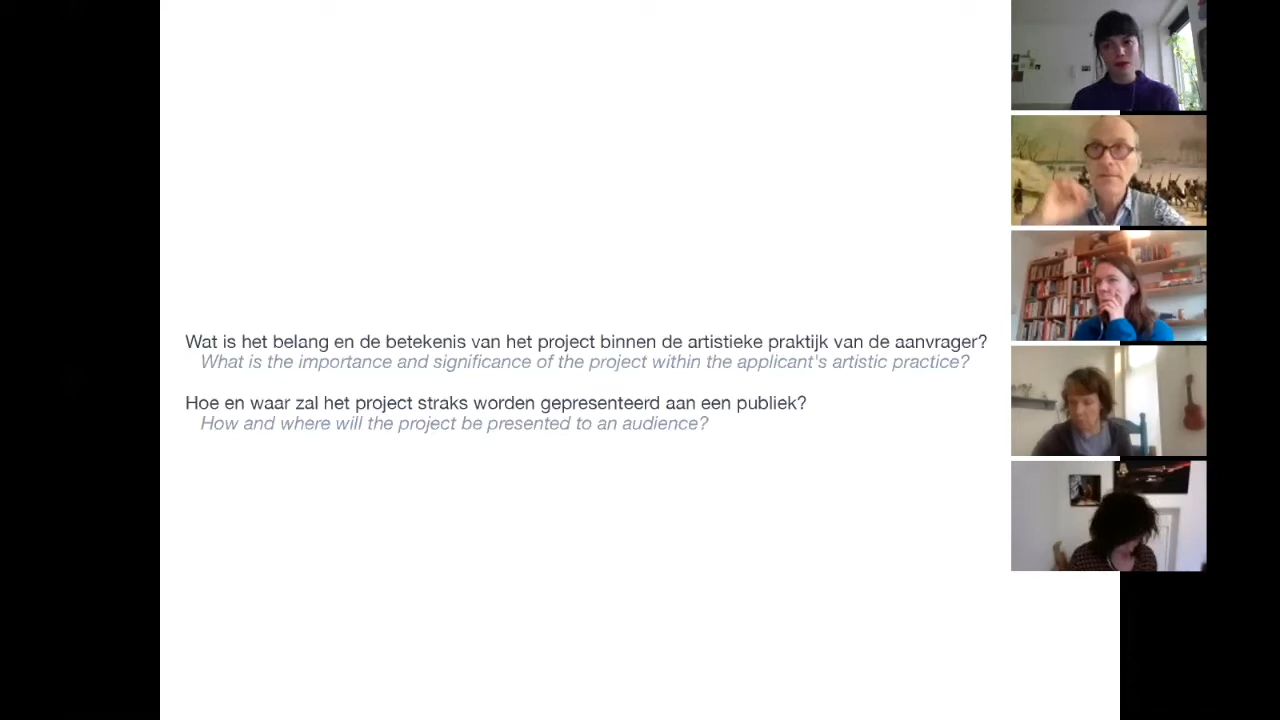 Wat is het belang en de betekenis van het project binnen de artistieke praktijk van de aanvrager?
What is the importance and significance of the project within the applicant's artistic practice?
Hoe en waar zal het project straks worden gepresenteerd aan een publiek?
How and where will the project be presented to an audience?